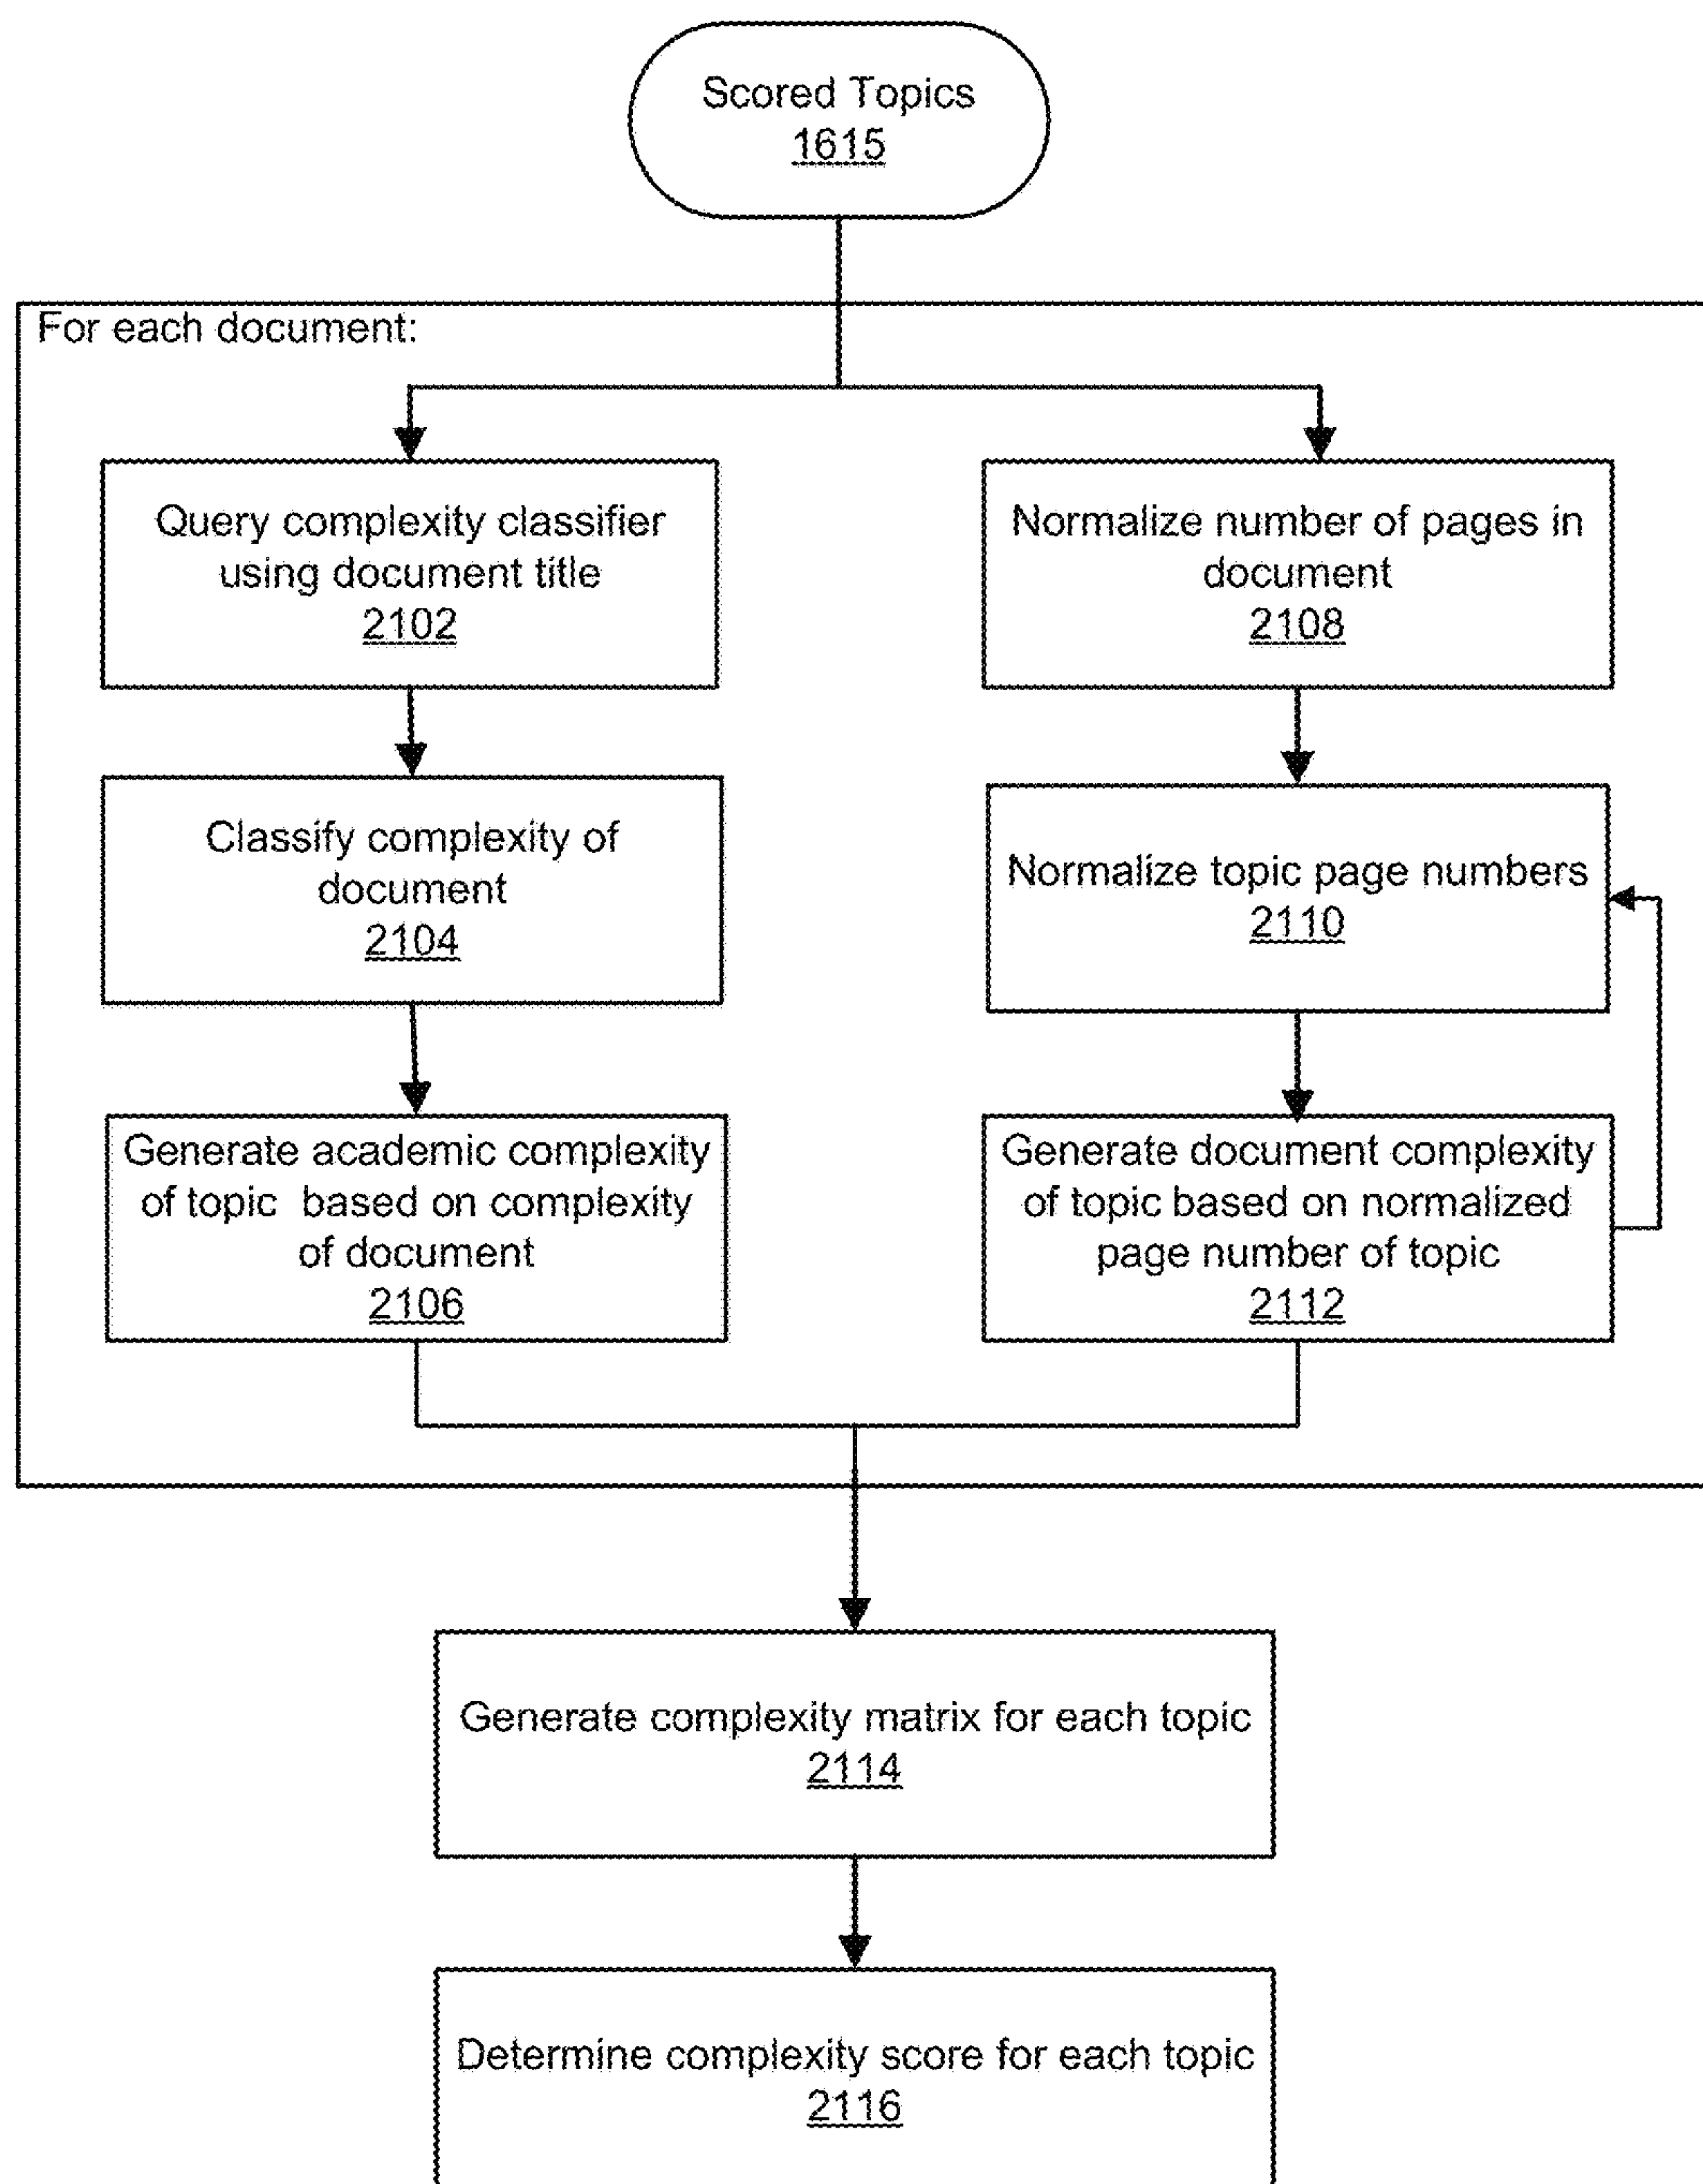 Scored Topics
1615
For each document:
Query complexity classifier
using document title
2102
Normalize number of pages in
document
2108
Classify complexity of
document
2104
Normalize topic page numbers
2110
Generate academic complexity
of topic based on complexity
of document
2106
Generate document complexity
of topic based on normalized
page number of topic
2112
Generate complexity matrix for each topic
2114
Determine complexity score for each topic
2116